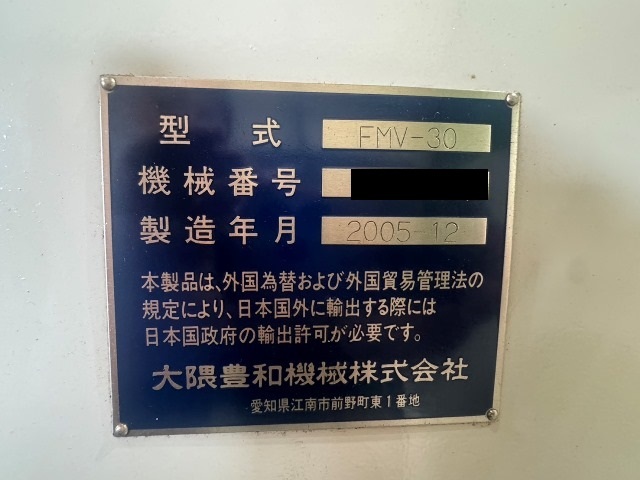 型式 FMV-30
機械番号
製造年月 2005-12
本製品は、外国為替および外国貿易管理法の
規定により、日本国外に輸出する際には
日本国政府の輸出許可が必要です。
大隈豊和機械株式会社
愛知県江南市前野町東1番地